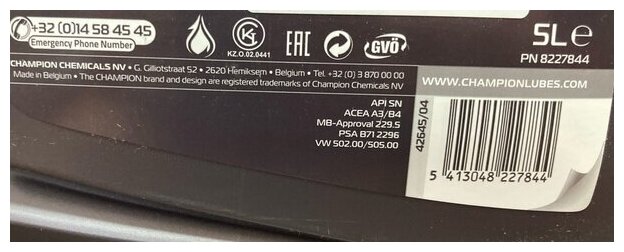 +32 (0)14 58 45 45
Emergency Phone Number
KZ.O.02.0441
EAC
GVÖ
5L e
PN 8227844
CHAMPION CHEMICALS NV • G. Gilliotstraat 52 • 2620 Hemiksem • Belgium • Tel. +32 (0) 3 870 00 00
Made in Belgium • The CHAMPION brand and design are registered trademarks of Champion Chemicals NV
WWW.CHAMPIONLUBES.COM
API SN
ACEA A3/B4
MB-Approval 229.5
PSA B71 2296
VW 502.00/505.00
42645/04
5 413048 227844